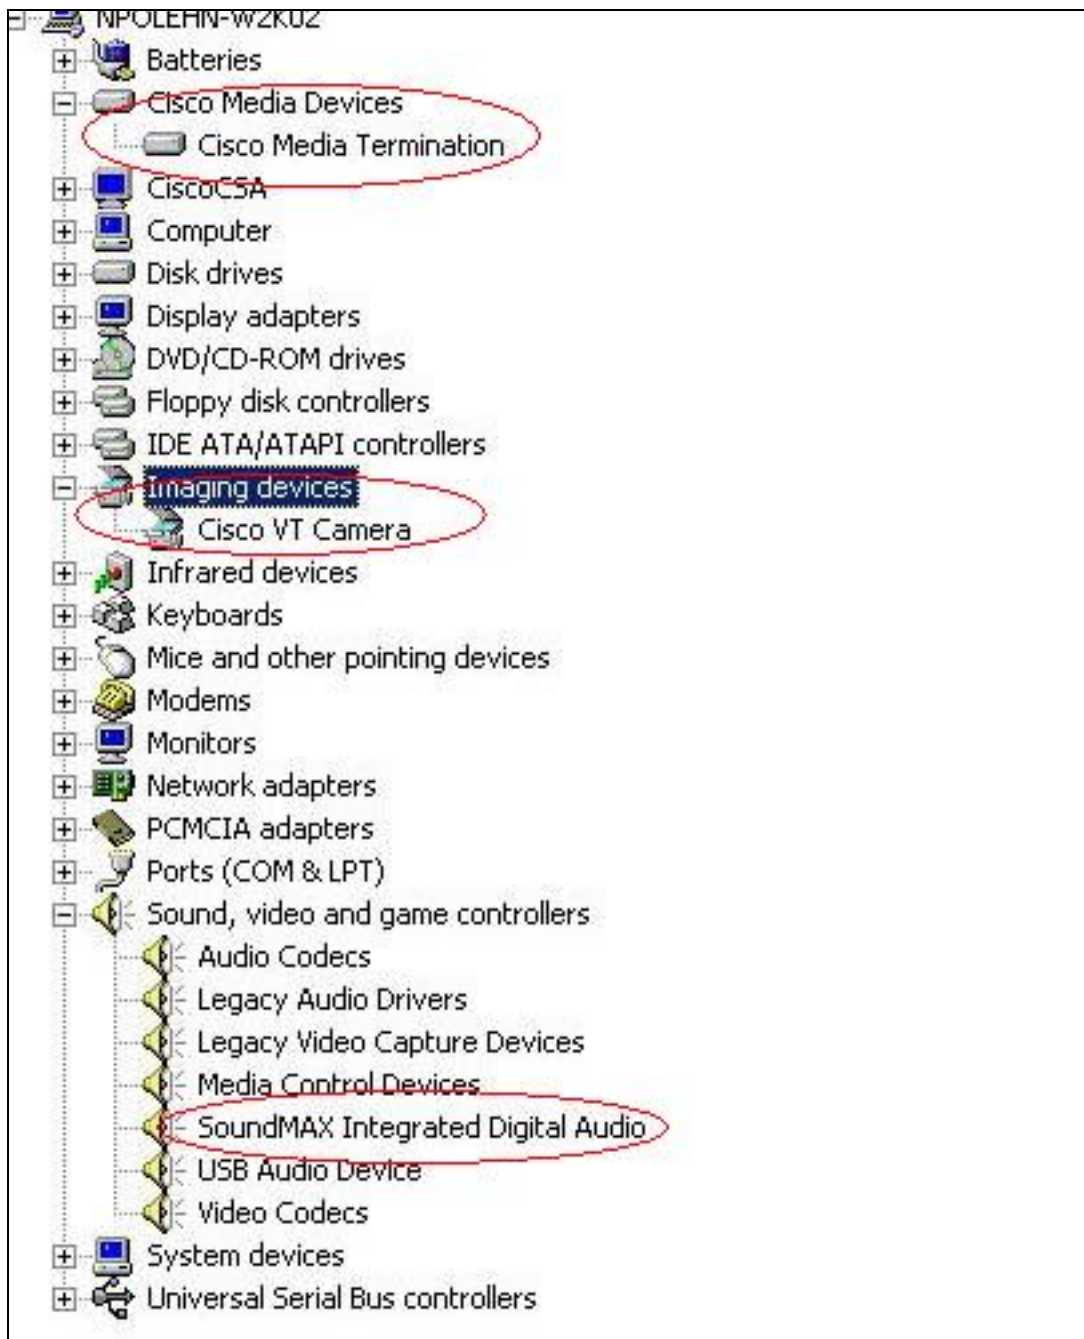 NPOLEHN-W2K02
Batteries
Cisco Media Devices
Cisco Media Termination
CiscoCSA
Computer
Disk drives
Display adapters
DVD/CD-ROM drives
Floppy disk controllers
IDE ATA/ATAPI controllers
Imaging devices
Cisco VT Camera
Infrared devices
Keyboards
Mice and other pointing devices
Modems
Monitors
Network adapters
PCMCIA adapters
Ports (COM & LPT)
Sound, video and game controllers
Audio Codecs
Legacy Audio Drivers
Legacy Video Capture Devices
Media Control Devices
SoundMAX Integrated Digital Audio
USB Audio Device
Video Codecs
System devices
Universal Serial Bus controllers